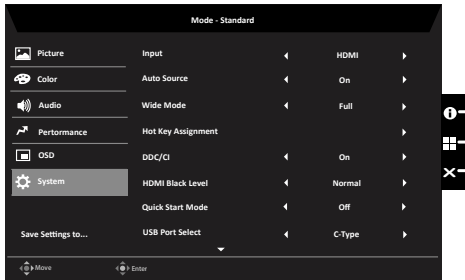 Mode - Standard
Picture
Input
HDMI
Color
Auto Source
On
Audio
Wide Mode
Full
Pertormance
Hot Key Assignment
OSD
DDC/CI
On
System
HDMI Black Level
Normal
Quick Start Mode
Off
Save Settings to...
USB Port Select
C-Type
Move
Enter